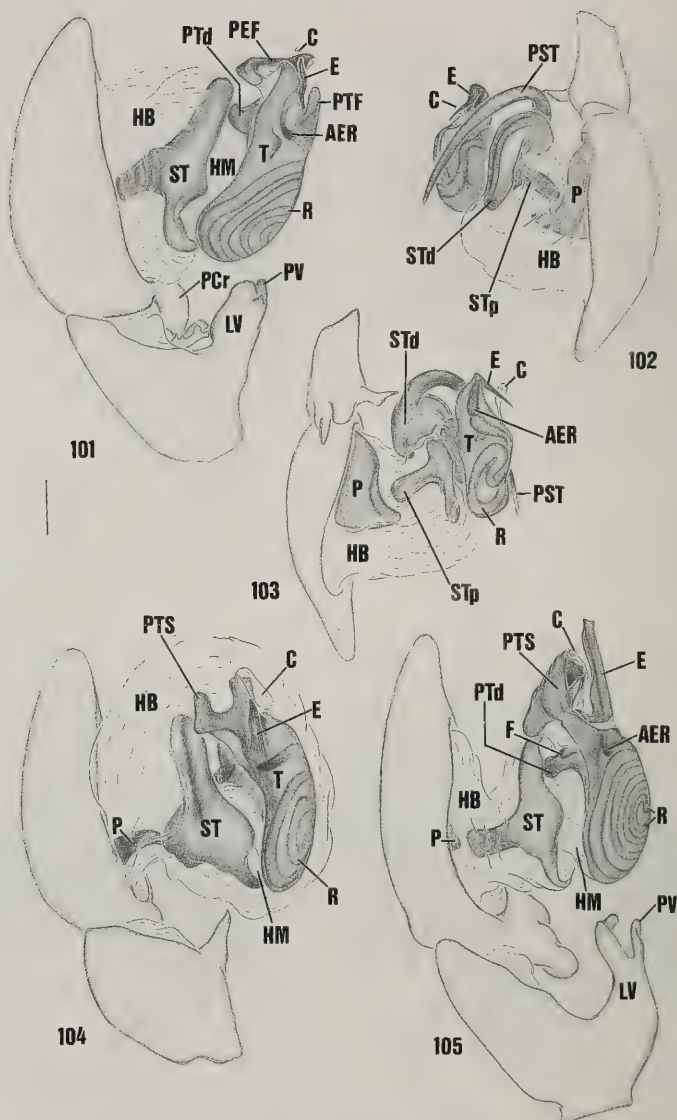 PTd PEF C E PTF AER HB ST HM T R PCr PV LV
101
PST E C P STd HB STp
102
STd E C AER T P PST R HB STp
103
PTS C HB E T P ST R HM
104
C PTS E PTd F AER HB R P ST HM PV LV
105